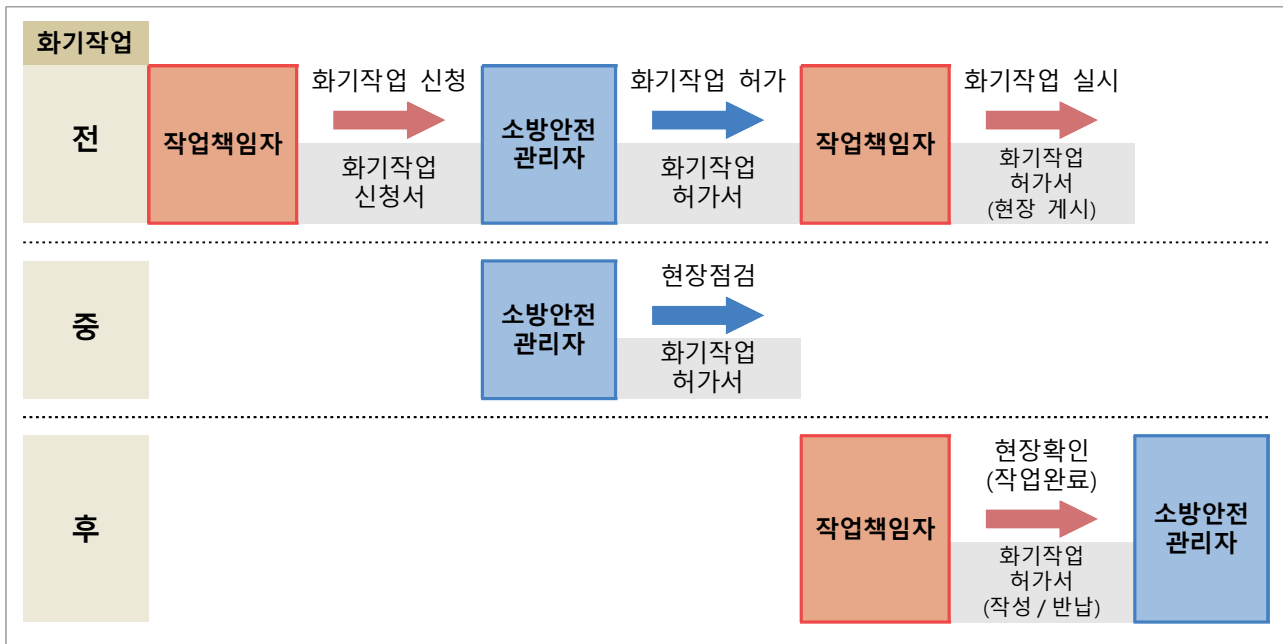 화기작업
전
작업책임자
화기작업 신청
화기작업
신청서
소방안전
관리자
화기작업 허가
화기작업
허가서
작업책임자
화기작업 실시
화기작업
허가서
(현장 게시)
중
소방안전
관리자
현장점검
화기작업
허가서
후
작업책임자
현장확인
(작업완료)
화기작업
허가서
(작성 / 반납)
소방안전
관리자